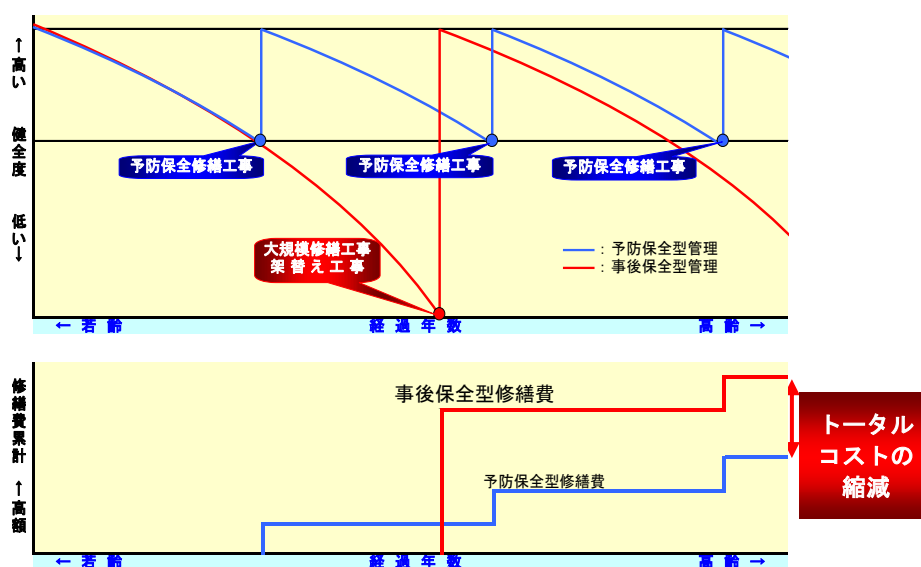 ↑高い
健全度
低い↓
予防保全修繕工事
予防保全修繕工事
予防保全修繕工事
大規模修繕工事
架替え工事
：予防保全型管理
：事後保全型管理
← 若齢
経過年数
高齢 →
修繕費累計
↑高額
事後保全型修繕費
予防保全型修繕費
トータル
コストの
縮減
← 若齢
経過年数
高齢 →